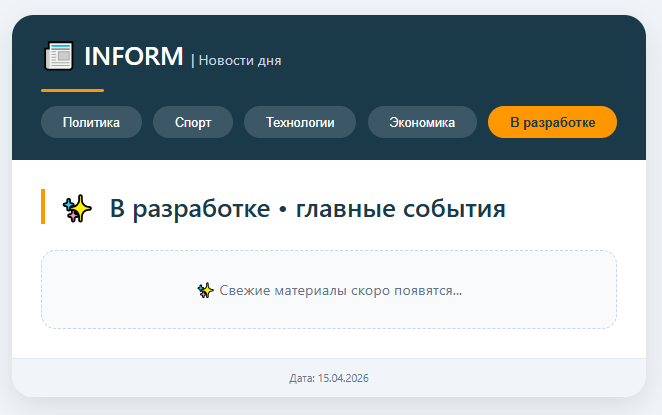 INFORM | Новости дня
Политика Спорт Технологии Экономика В разработке
В разработке • главные события
Свежие материалы скоро появятся...
Дата: 15.04.2026